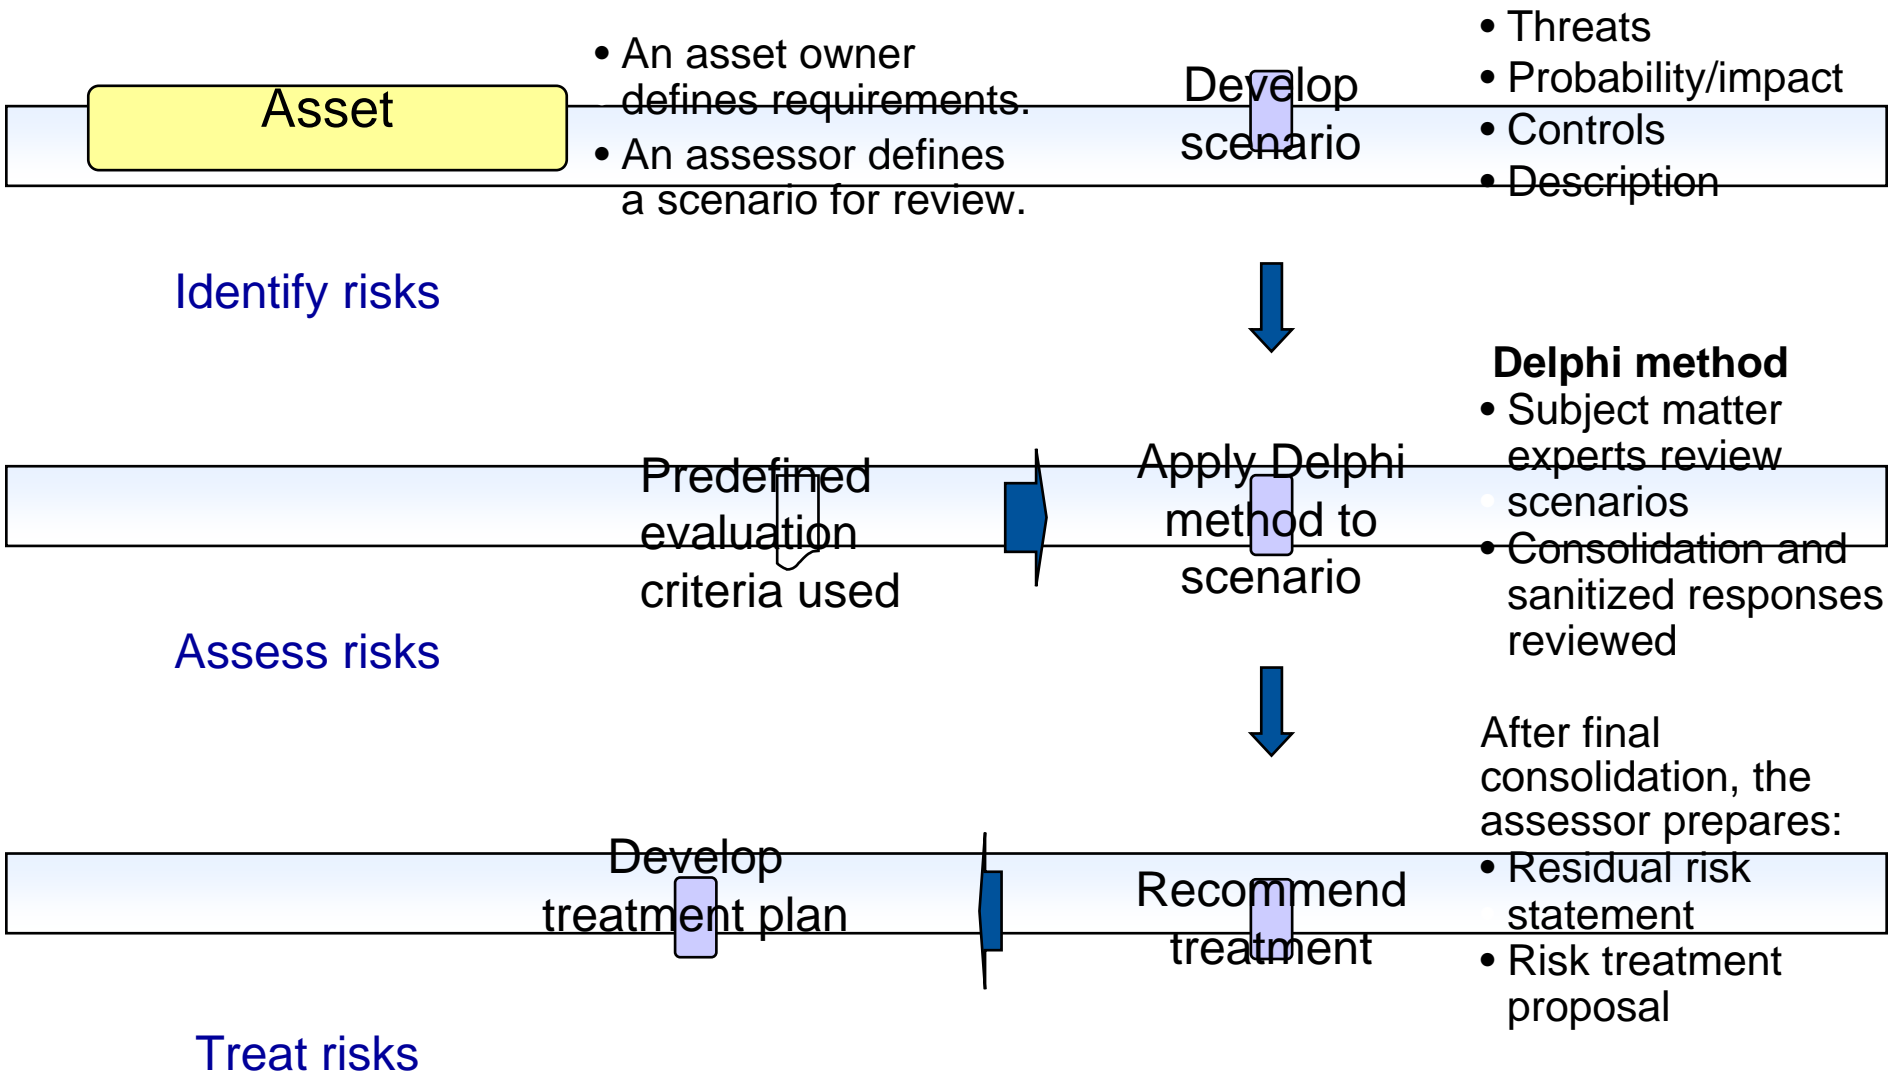 Asset
• An asset owner
defines requirements.
• An assessor defines
a scenario for review.
Develop
scenario
• Threats
• Probability/impact
• Controls
• Description
Identify risks
Predefined
evaluation
criteria used
Apply Delphi
method to
scenario
Delphi method
• Subject matter
experts review
scenarios
• Consolidation and
sanitized responses
reviewed
Assess risks
Develop
treatment plan
Recommend
treatment
After final
consolidation, the
assessor prepares:
• Residual risk
statement
• Risk treatment
proposal
Treat risks